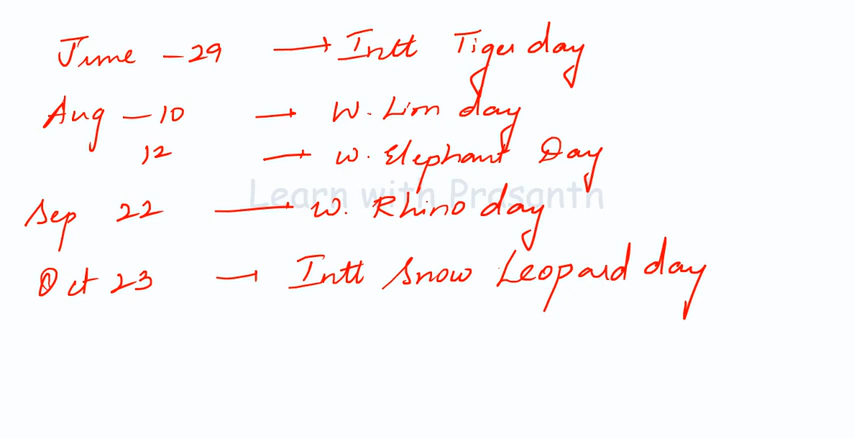 June - 29 → Intl Tiger day
Aug - 10 → W. Lion day
12 → W. Elephant Day
Learn with Prasanth
Sep 22 → W. Rhino day
Oct 23 → Intl Snow Leopard day